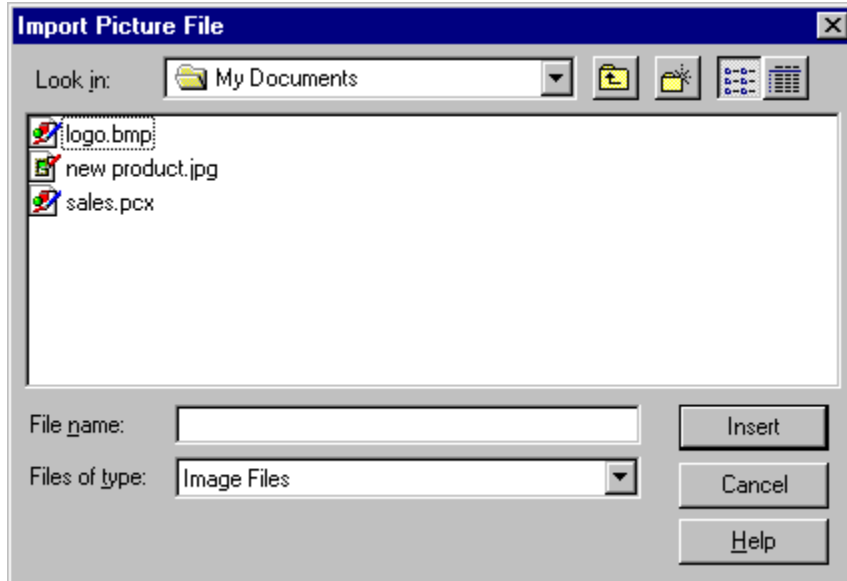 Import Picture File
Look in: My Documents
logo.bmp
new product.jpg
sales.pcx
File name:
Insert
Files of type: Image Files
Cancel
Help